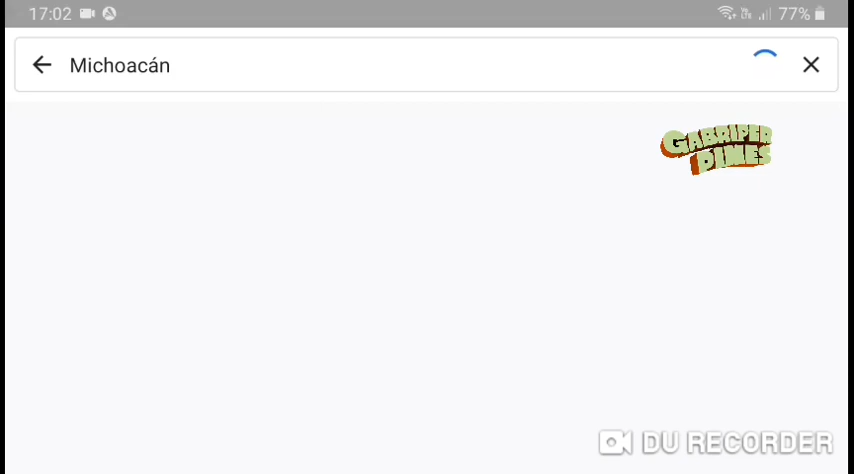 17:02
77%
Michoacán
GABRIPER
DIMES
DU RECORDER